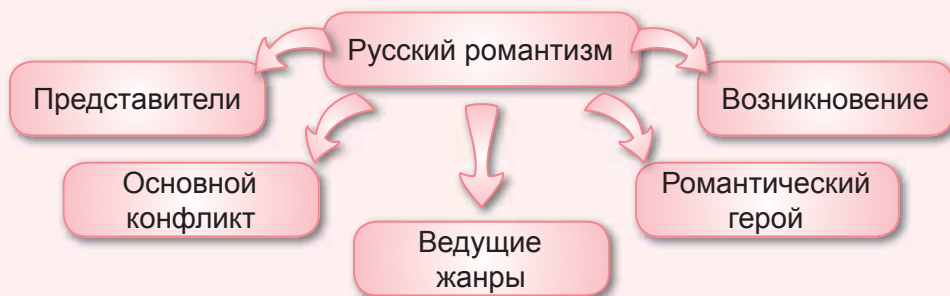 Русский романтизм
Представители
Возникновение
Основной
конфликт
Романтический
герой
Ведущие
жанры